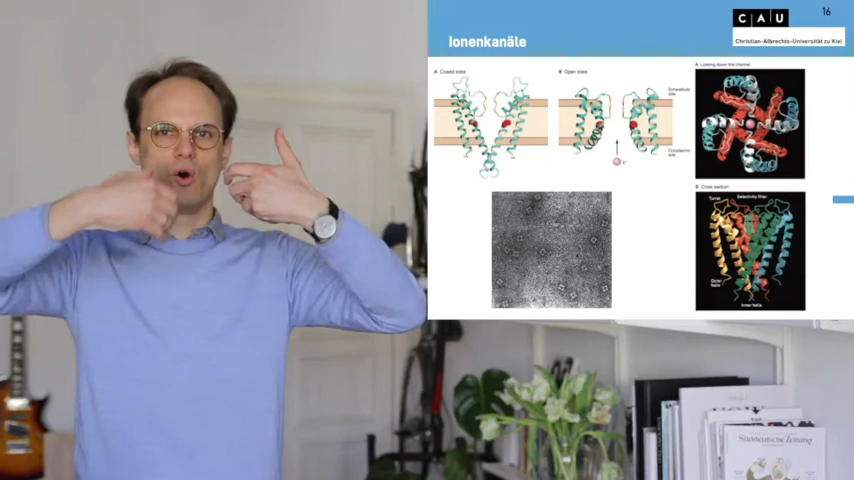 16
CAU
Christian-Albrechts-Universität zu Kiel
Ionenkanäle
A Closed state
B Open state
Extracellular
side
Cytoplasmic
side
K+
A Looking down the channel
B Cross section
Turret
Selectivity filter
Outer
helix
Inner helix
Süddeutsche Zeitung